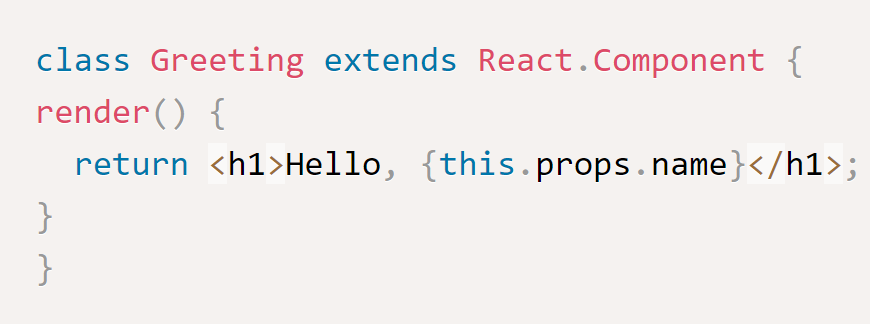 class Greeting extends React.Component {
render() {
  return <h1>Hello, {this.props.name}</h1>;
}
}